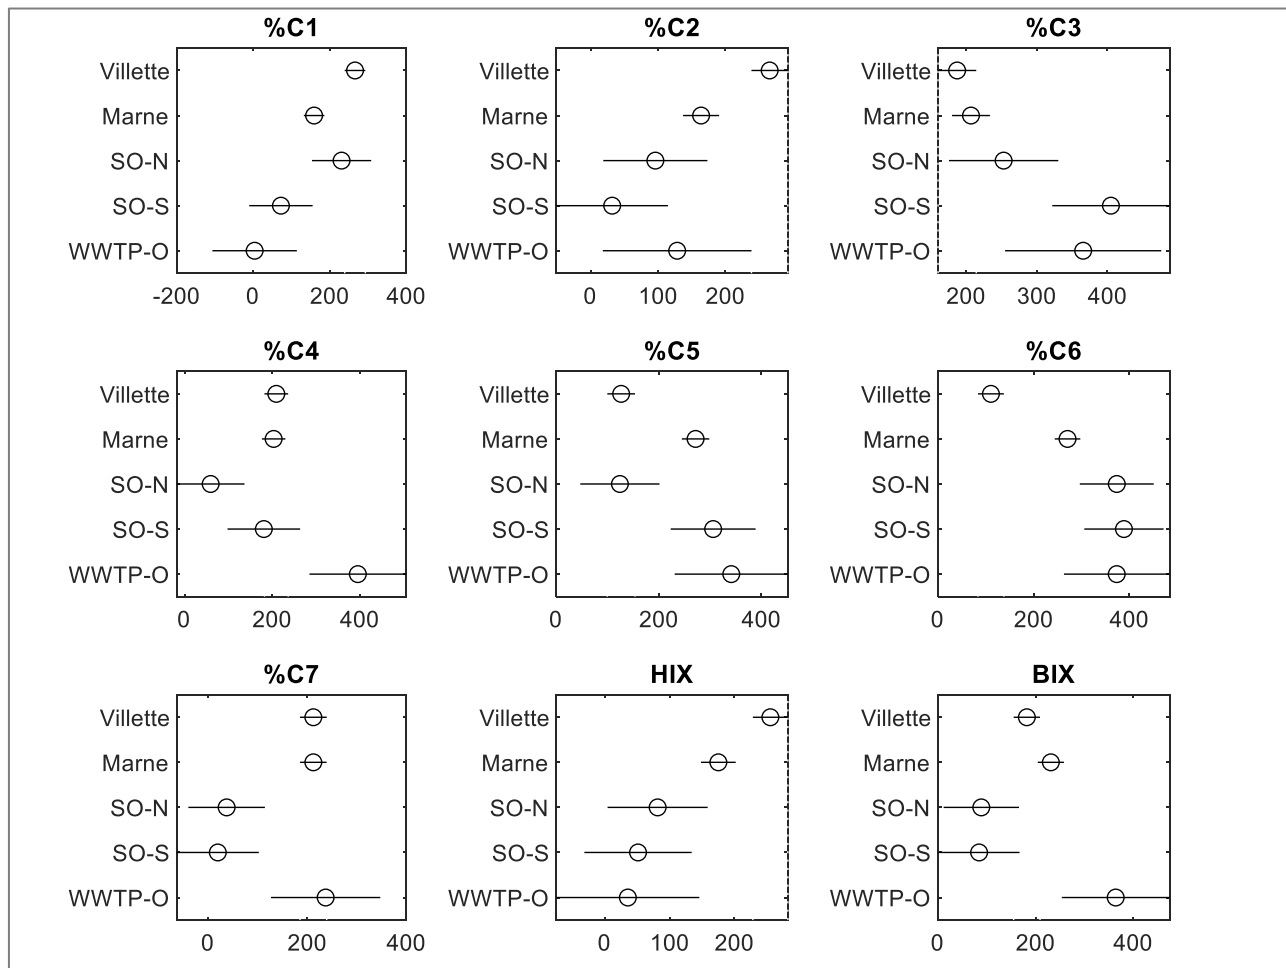 %C1 %C2 %C3
Villette Villette Villette
Marne Marne Marne
SO-N SO-N SO-N
SO-S SO-S SO-S
WWTP-O WWTP-O WWTP-O
-200 0 200 400 0 100 200 200 300 400
%C4 %C5 %C6
Villette Villette Villette
Marne Marne Marne
SO-N SO-N SO-N
SO-S SO-S SO-S
WWTP-O WWTP-O WWTP-O
0 200 400 0 200 400 0 200 400
%C7 HIX BIX
Villette Villette Villette
Marne Marne Marne
SO-N SO-N SO-N
SO-S SO-S SO-S
WWTP-O WWTP-O WWTP-O
0 200 400 0 100 200 0 200 400